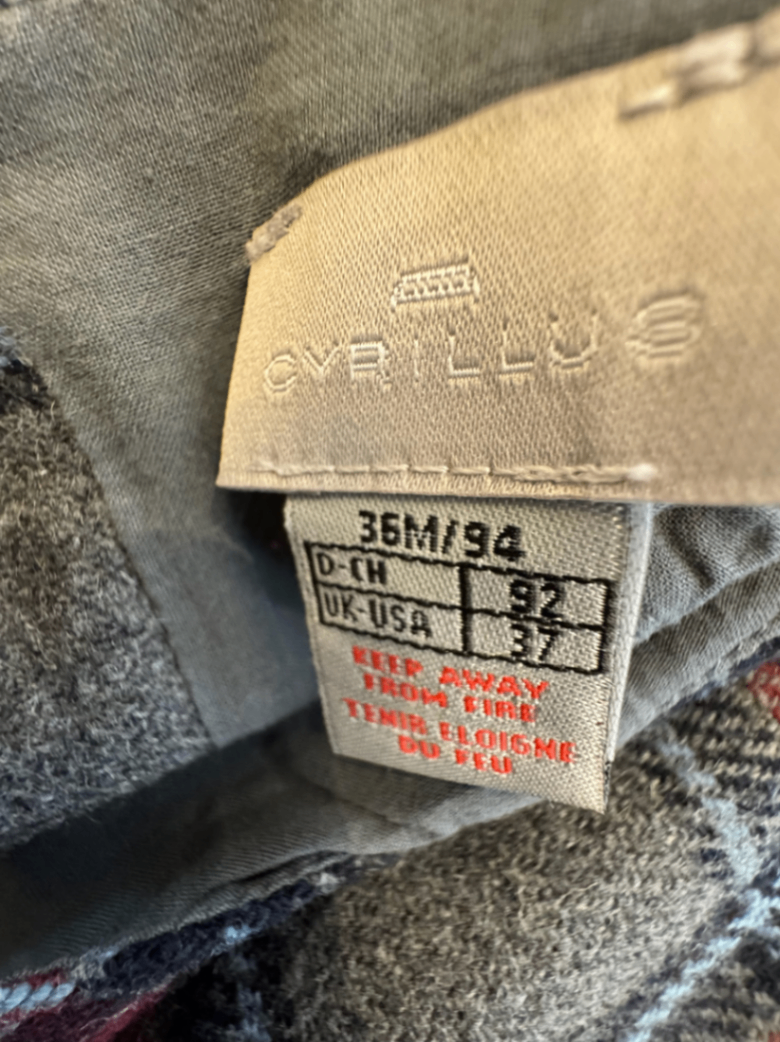 CYRILLUS
36M/94
D-CH 92
UK-USA 37
KEEP AWAY
FROM FIRE
TENIR ELOIGNE
DU FEU